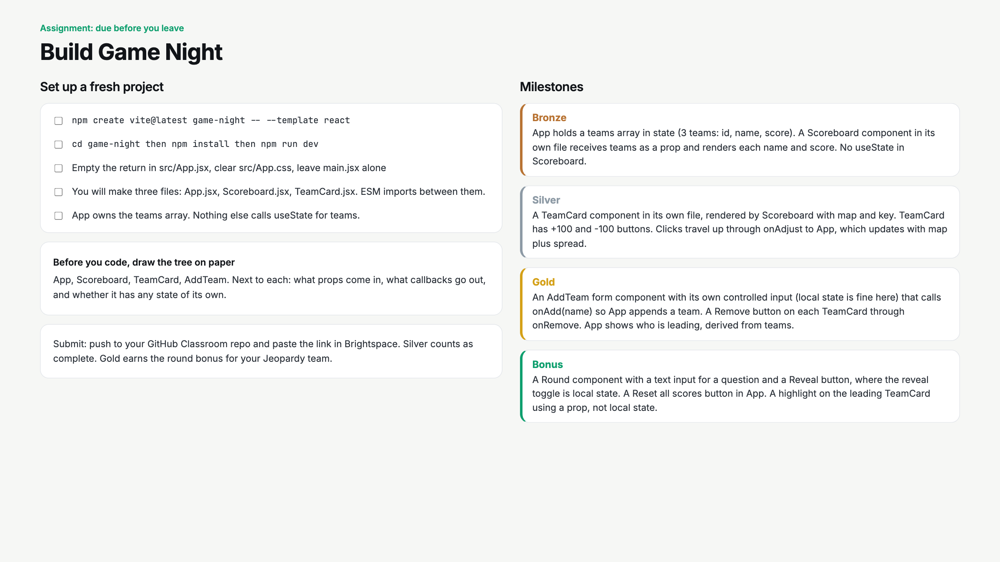 Assignment: due before you leave
Build Game Night
Set up a fresh project
npm create vite@latest game-night -- --template react
cd game-night then npm install then npm run dev
Empty the return in src/App.jsx, clear src/App.css, leave main.jsx alone
You will make three files: App.jsx, Scoreboard.jsx, TeamCard.jsx. ESM imports between them.
App owns the teams array. Nothing else calls useState for teams.
Before you code, draw the tree on paper
App, Scoreboard, TeamCard, AddTeam. Next to each: what props come in, what callbacks go out,
and whether it has any state of its own.
Submit: push to your GitHub Classroom repo and paste the link in Brightspace. Silver counts as
complete. Gold earns the round bonus for your Jeopardy team.
Milestones
Bronze
App holds a teams array in state (3 teams: id, name, score). A Scoreboard component in its
own file receives teams as a prop and renders each name and score. No useState in
Scoreboard.
Silver
A TeamCard component in its own file, rendered by Scoreboard with map and key. TeamCard
has +100 and -100 buttons. Clicks travel up through onAdjust to App, which updates with map
plus spread.
Gold
An AddTeam form component with its own controlled input (local state is fine here) that calls
onAdd(name) so App appends a team. A Remove button on each TeamCard through
onRemove. App shows who is leading, derived from teams.
Bonus
A Round component with a text input for a question and a Reveal button, where the reveal
toggle is local state. A Reset all scores button in App. A highlight on the leading TeamCard
using a prop, not local state.